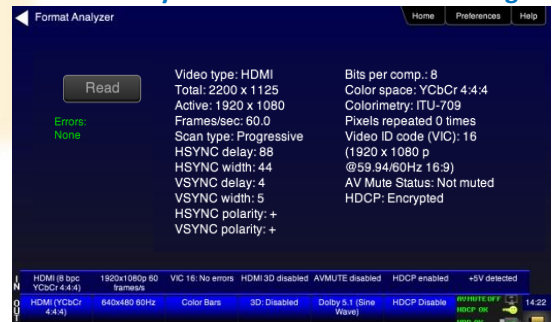 Format Analyzer
Home
Preferences
Help
Read
Errors:
None
Video type: HDMI
Total: 2200 x 1125
Active: 1920 x 1080
Frames/sec: 60.0
Scan type: Progressive
HSYNC delay: 88
HSYNC width: 44
VSYNC delay: 4
VSYNC width: 5
HSYNC polarity: +
VSYNC polarity: +
Bits per comp.: 8
Color space: YCbCr 4:4:4
Colorimetry: ITU-709
Pixels repeated 0 times
Video ID code (VIC): 16
(1920 x 1080 p
@59.94/60Hz 16:9)
AV Mute Status: Not muted
HDCP: Encrypted
IN
HDMI (8 bpc
YCbCr 4:4:4)
1920x1080p 60
frames/s
VIC 16: No errors
HDMI 3D disabled
AVMUTE disabled
HDCP enabled
+5V detected
OUT
HDMI (YCbCr
4:4:4)
640x480 60Hz
Color Bars
3D: Disabled
Dolby 5.1 (Sine
Wave)
HDCP Disable
AVMUTE OFF
HDCP OK
14:22